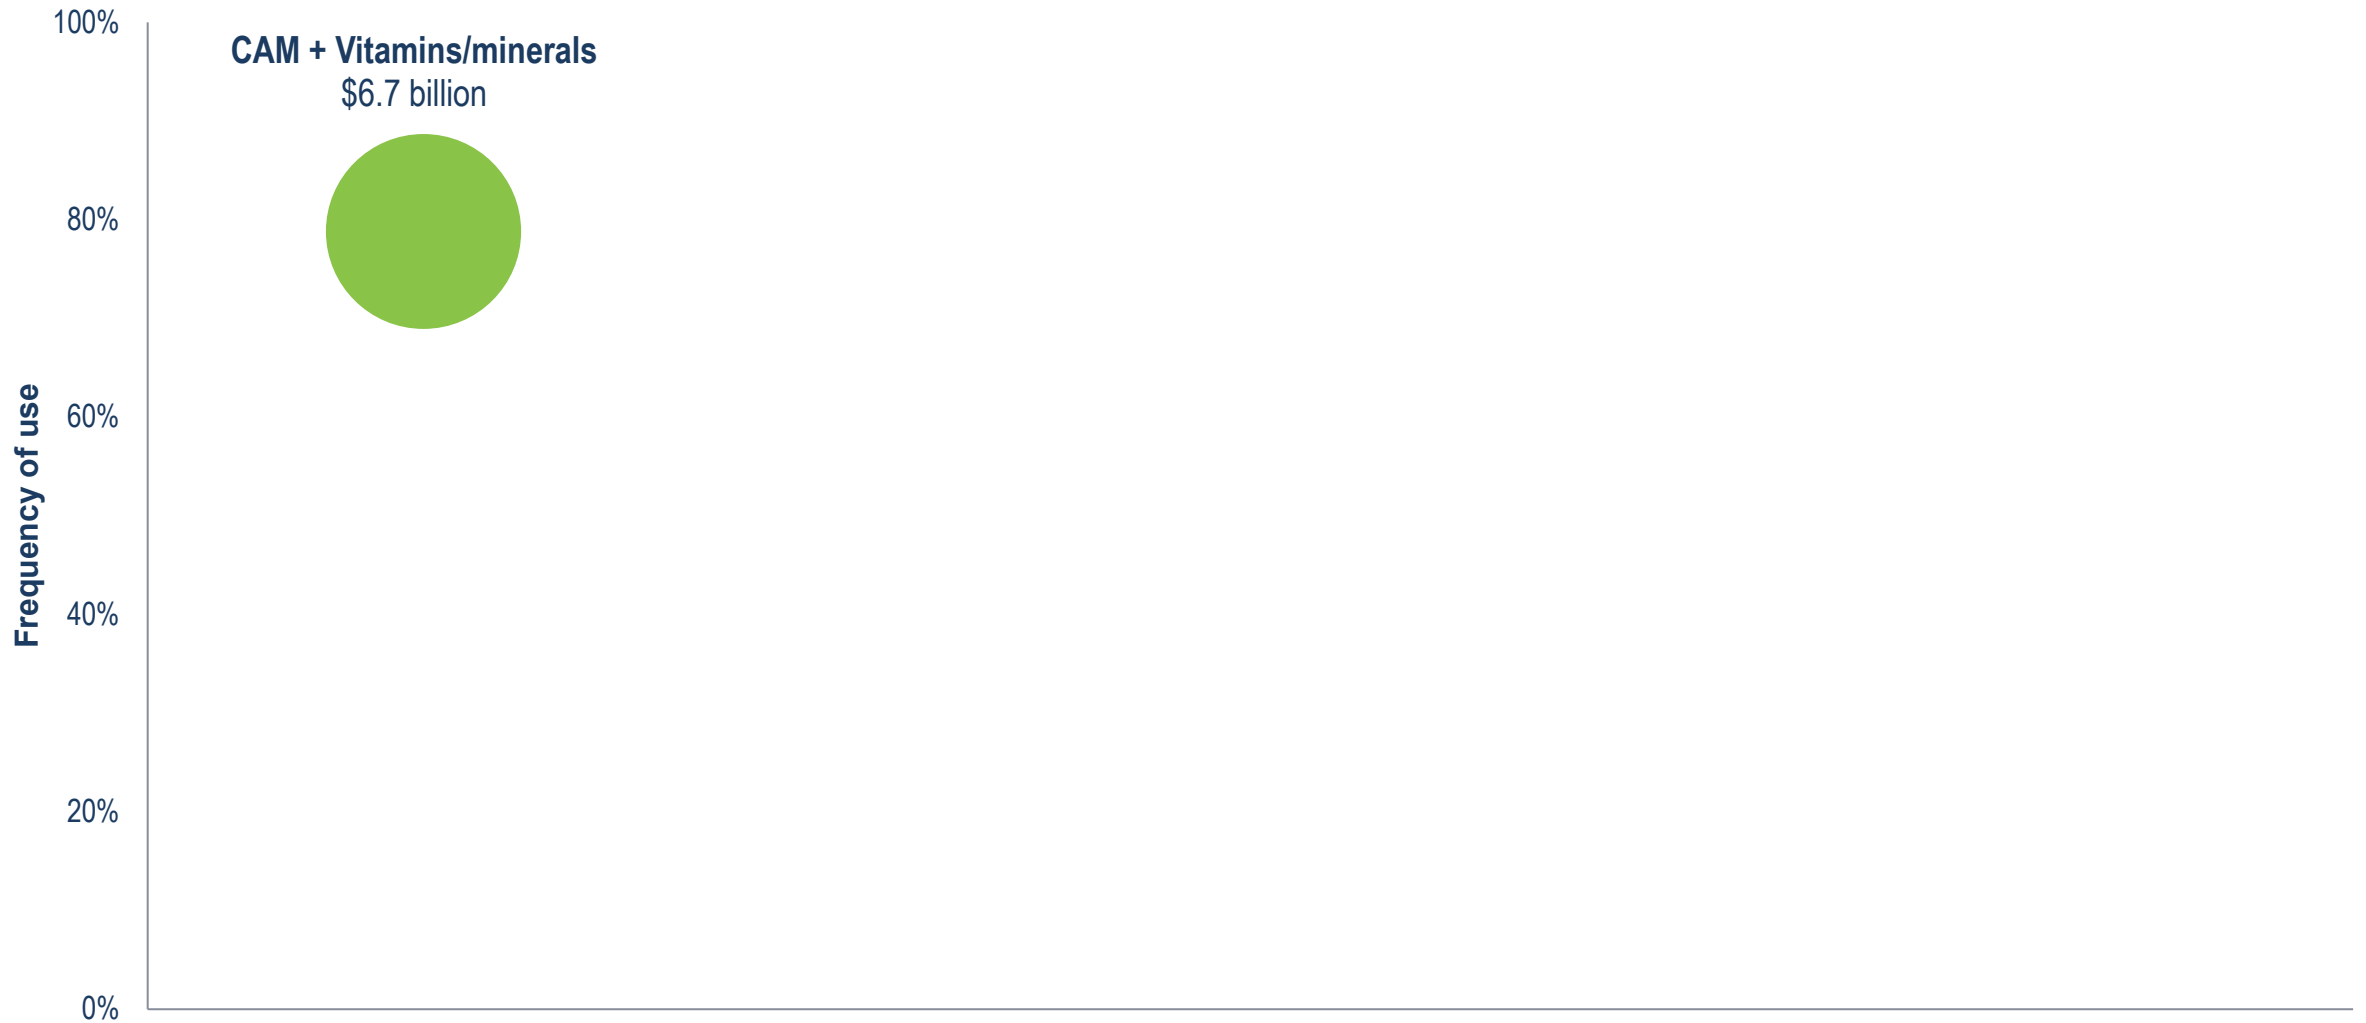 100%
CAM + Vitamins/minerals
$6.7 billion
80%
60%
Frequency of use
40%
20%
0%